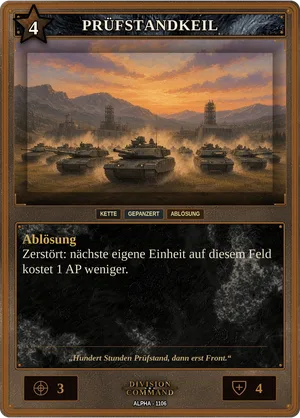 4
PRÜFSTANDKEIL
KETTE GEPANZERT ABLÖSUNG
Ablösung
Zerstört: nächste eigene Einheit auf diesem Feld
kostet 1 AP weniger.
„Hundert Stunden Prüfstand, dann erst Front.“
3
DIVISION
COMMAND
ALPHA · 1106
4